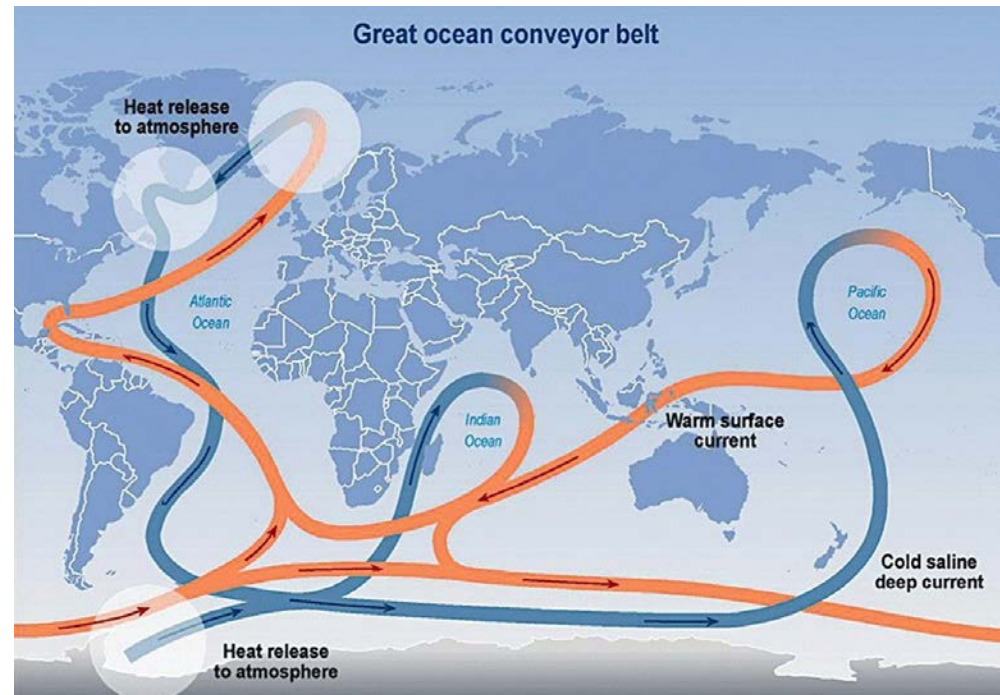 Great ocean conveyor belt
Heat release
to atmosphere
Atlantic
Ocean
Pacific
Ocean
Indian
Ocean
Warm surface
current
Cold saline
deep current
Heat release
to atmosphere